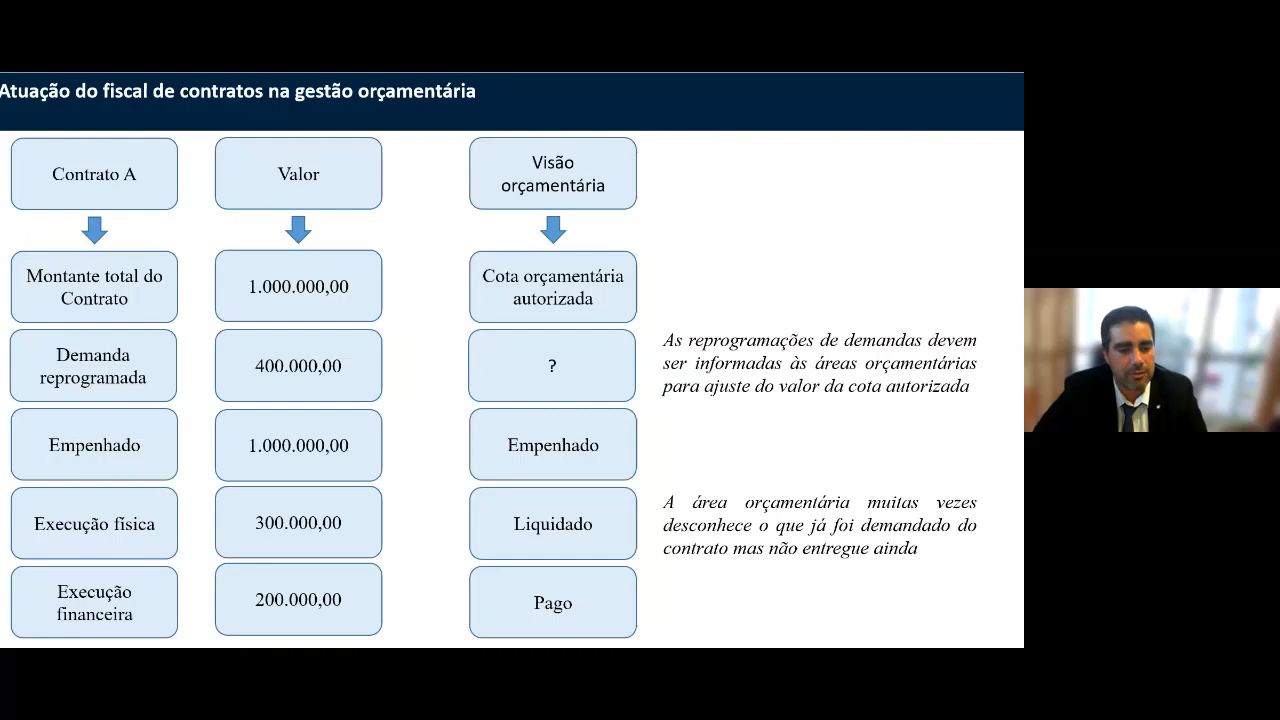 Atuação do fiscal de contratos na gestão orçamentária
Contrato A
Valor
Visão
orçamentária
Montante total do
Contrato
1.000.000,00
Cota orçamentária
autorizada
Demanda
reprogramada
400.000,00
?
As reprogramações de demandas devem
ser informadas às áreas orçamentárias
para ajuste do valor da cota autorizada
Empenhado
1.000.000,00
Empenhado
Execução física
300.000,00
Liquidado
A área orçamentária muitas vezes
desconhece o que já foi demandado do
contrato mas não entregue ainda
Execução
financeira
200.000,00
Pago